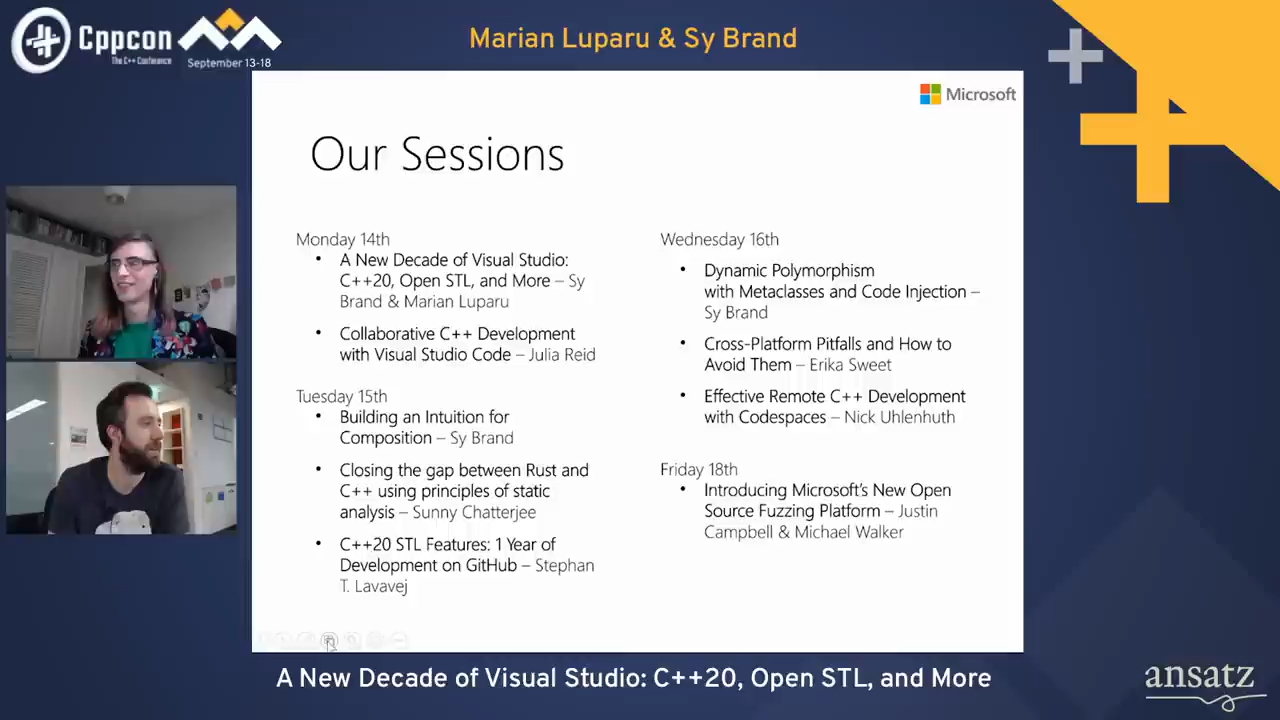 Cppcon
The C++ Conference
September 13-18
Marian Luparu & Sy Brand
Microsoft
Our Sessions
Monday 14th
• A New Decade of Visual Studio:
C++20, Open STL, and More – Sy
Brand & Marian Luparu
• Collaborative C++ Development
with Visual Studio Code – Julia Reid
Tuesday 15th
• Building an Intuition for
Composition – Sy Brand
• Closing the gap between Rust and
C++ using principles of static
analysis – Sunny Chatterjee
• C++20 STL Features: 1 Year of
Development on GitHub – Stephan
T. Lavavej
Wednesday 16th
• Dynamic Polymorphism
with Metaclasses and Code Injection –
Sy Brand
• Cross-Platform Pitfalls and How to
Avoid Them – Erika Sweet
• Effective Remote C++ Development
with Codespaces – Nick Uhlenhuth
Friday 18th
• Introducing Microsoft's New Open
Source Fuzzing Platform – Justin
Campbell & Michael Walker
A New Decade of Visual Studio: C++20, Open STL, and More
ansatz